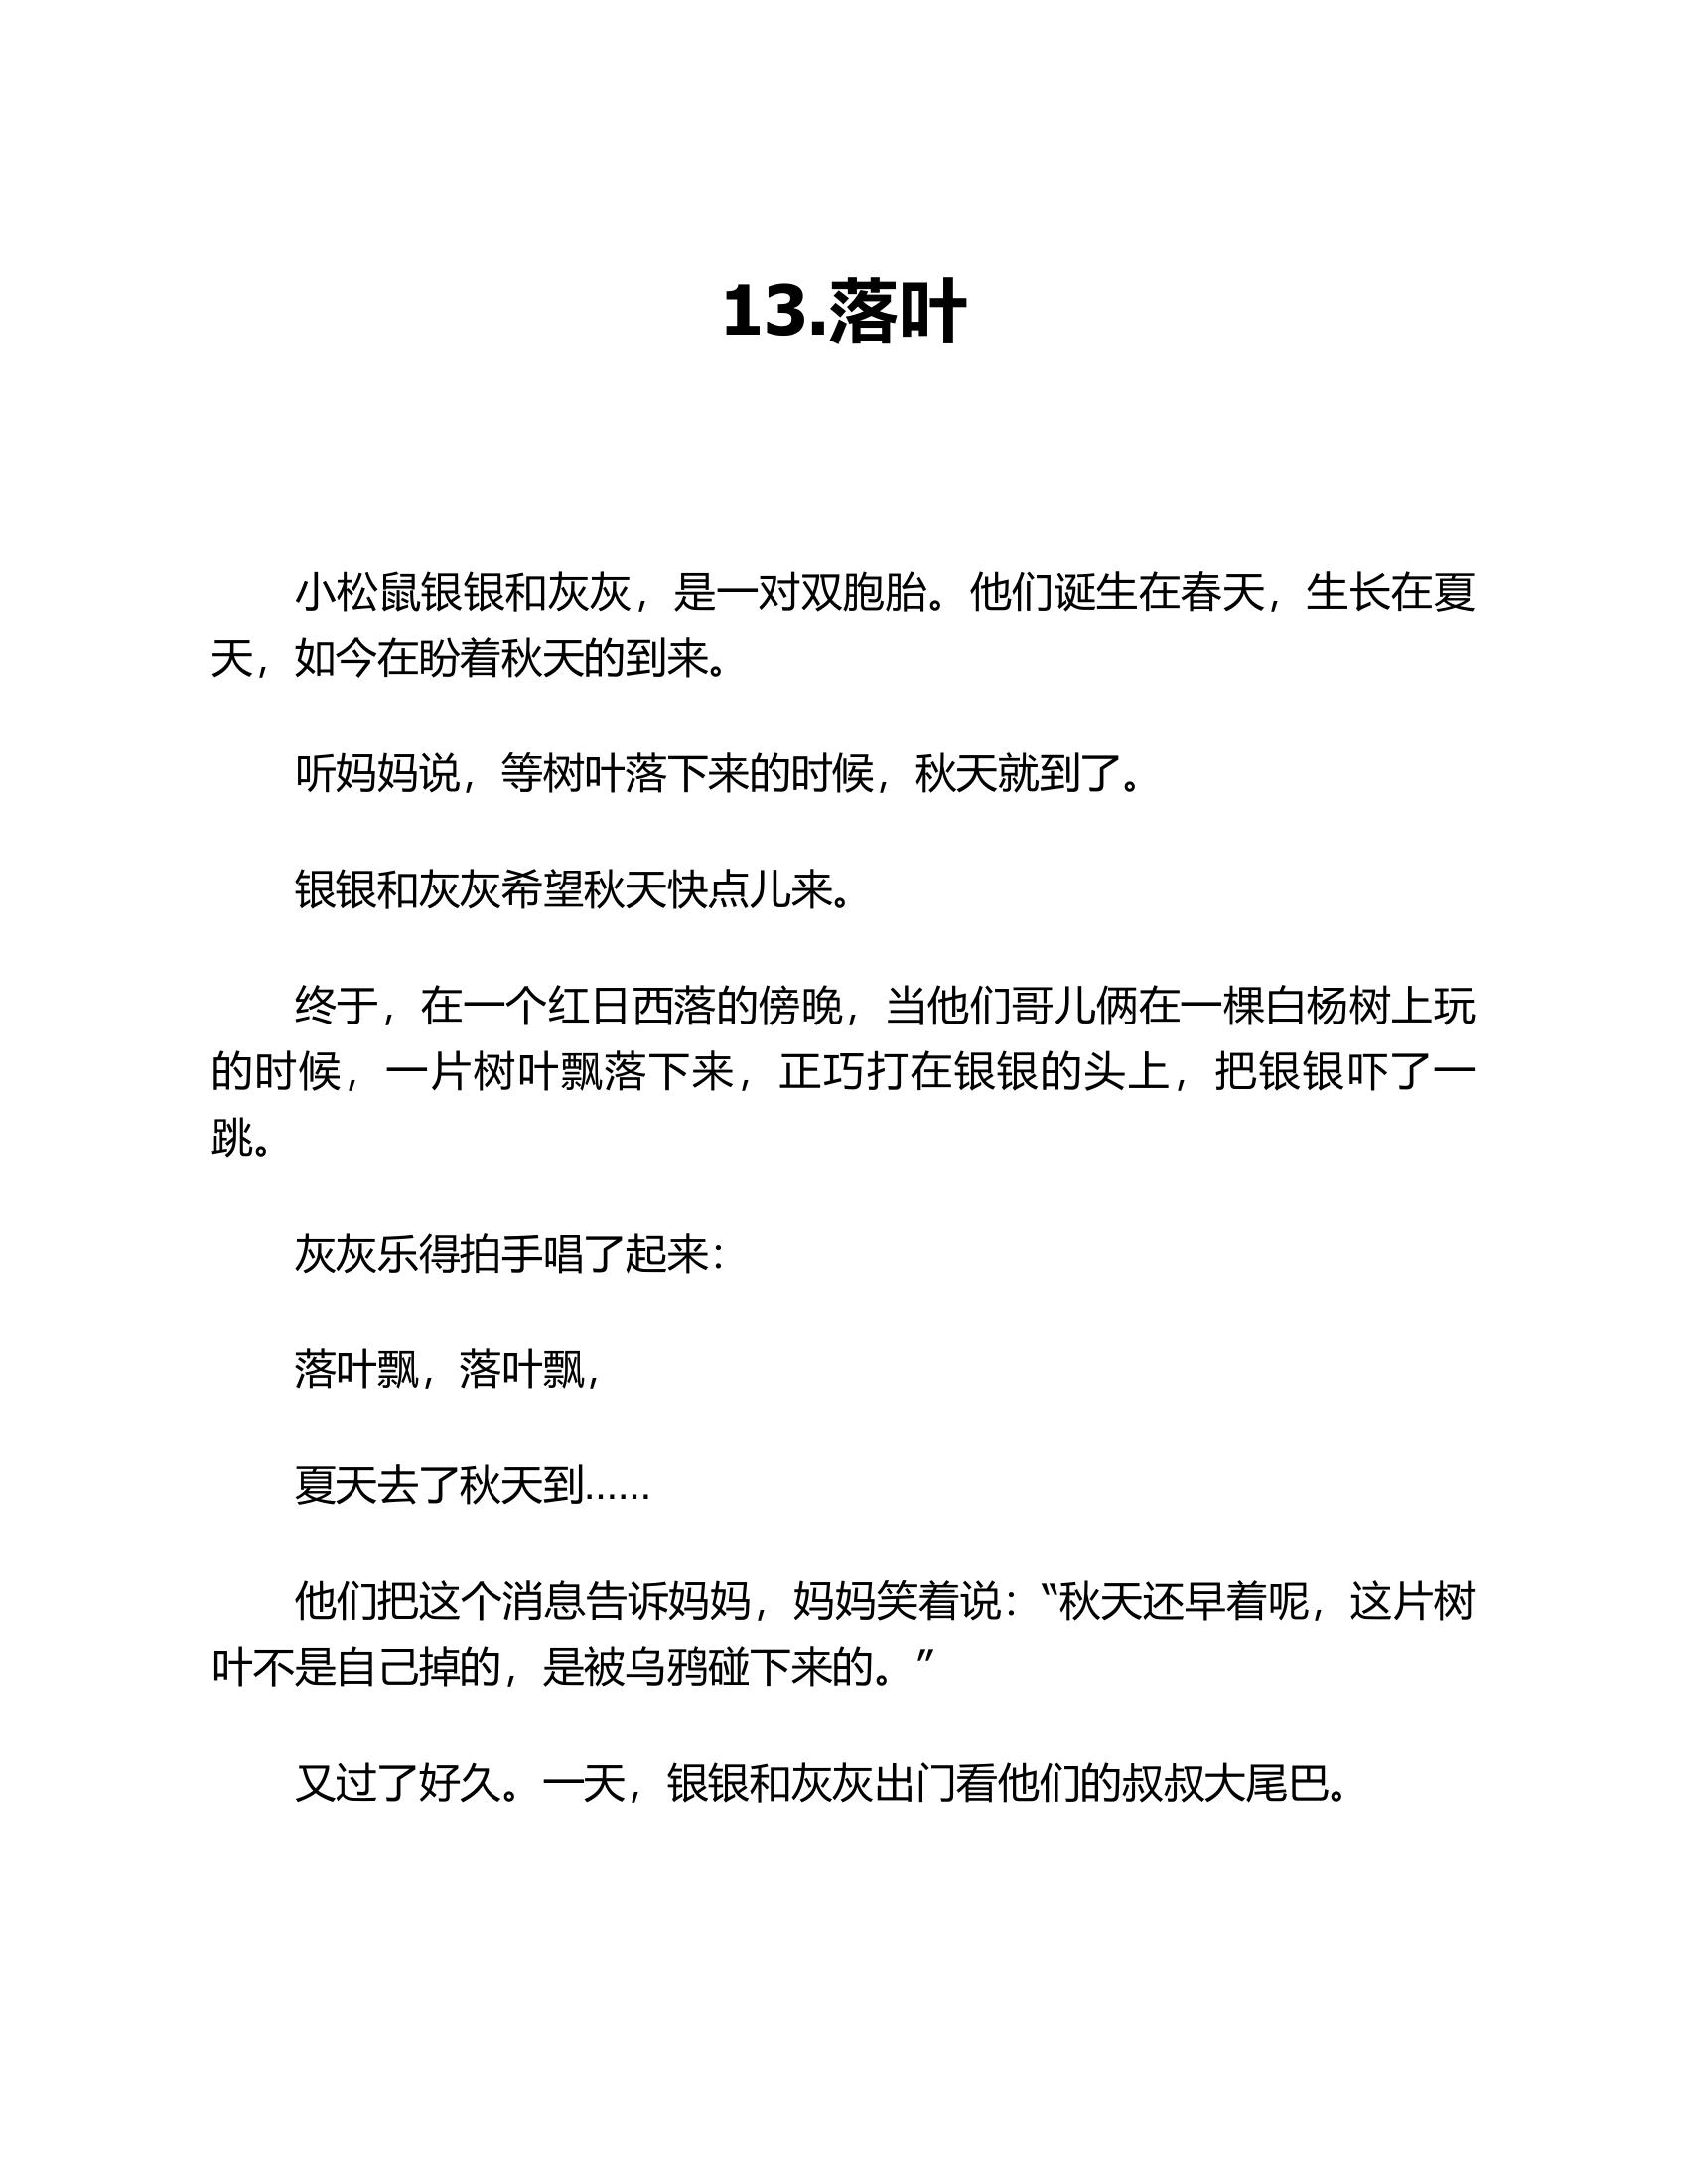 13.落叶
小松鼠银银和灰灰，是一对双胞胎。他们诞生在春天，生长在夏
天，如今在盼着秋天的到来。
听妈妈说，等树叶落下来的时候，秋天就到了。
银银和灰灰希望秋天快点儿来。
终于，在一个红日西落的傍晚，当他们哥儿俩在一棵白杨树上玩
的时候，一片树叶飘落下来，正巧打在银银的头上，把银银吓了一
跳。
灰灰乐得拍手唱了起来：
落叶飘，落叶飘，
夏天去了秋天到……
他们把这个消息告诉妈妈，妈妈笑着说：“秋天还早着呢，这片树
叶不是自己掉的，是被乌鸦碰下来的。”
又过了好久。一天，银银和灰灰出门看他们的叔叔大尾巴。